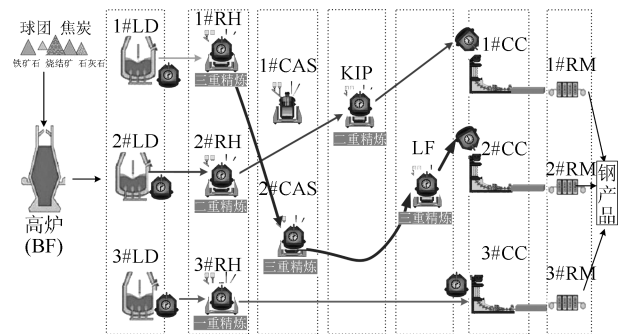 球团 焦炭
铁矿石 烧结矿 石灰石
高炉
(BF)
1#LD
2#LD
3#LD
1#RH
三重精炼
2#RH
二重精炼
3#RH
一重精炼
1#CAS
2#CAS
三重精炼
KIP
二重精炼
LF
三重精炼
1#CC
2#CC
3#CC
1#RM
2#RM
3#RM
钢产品